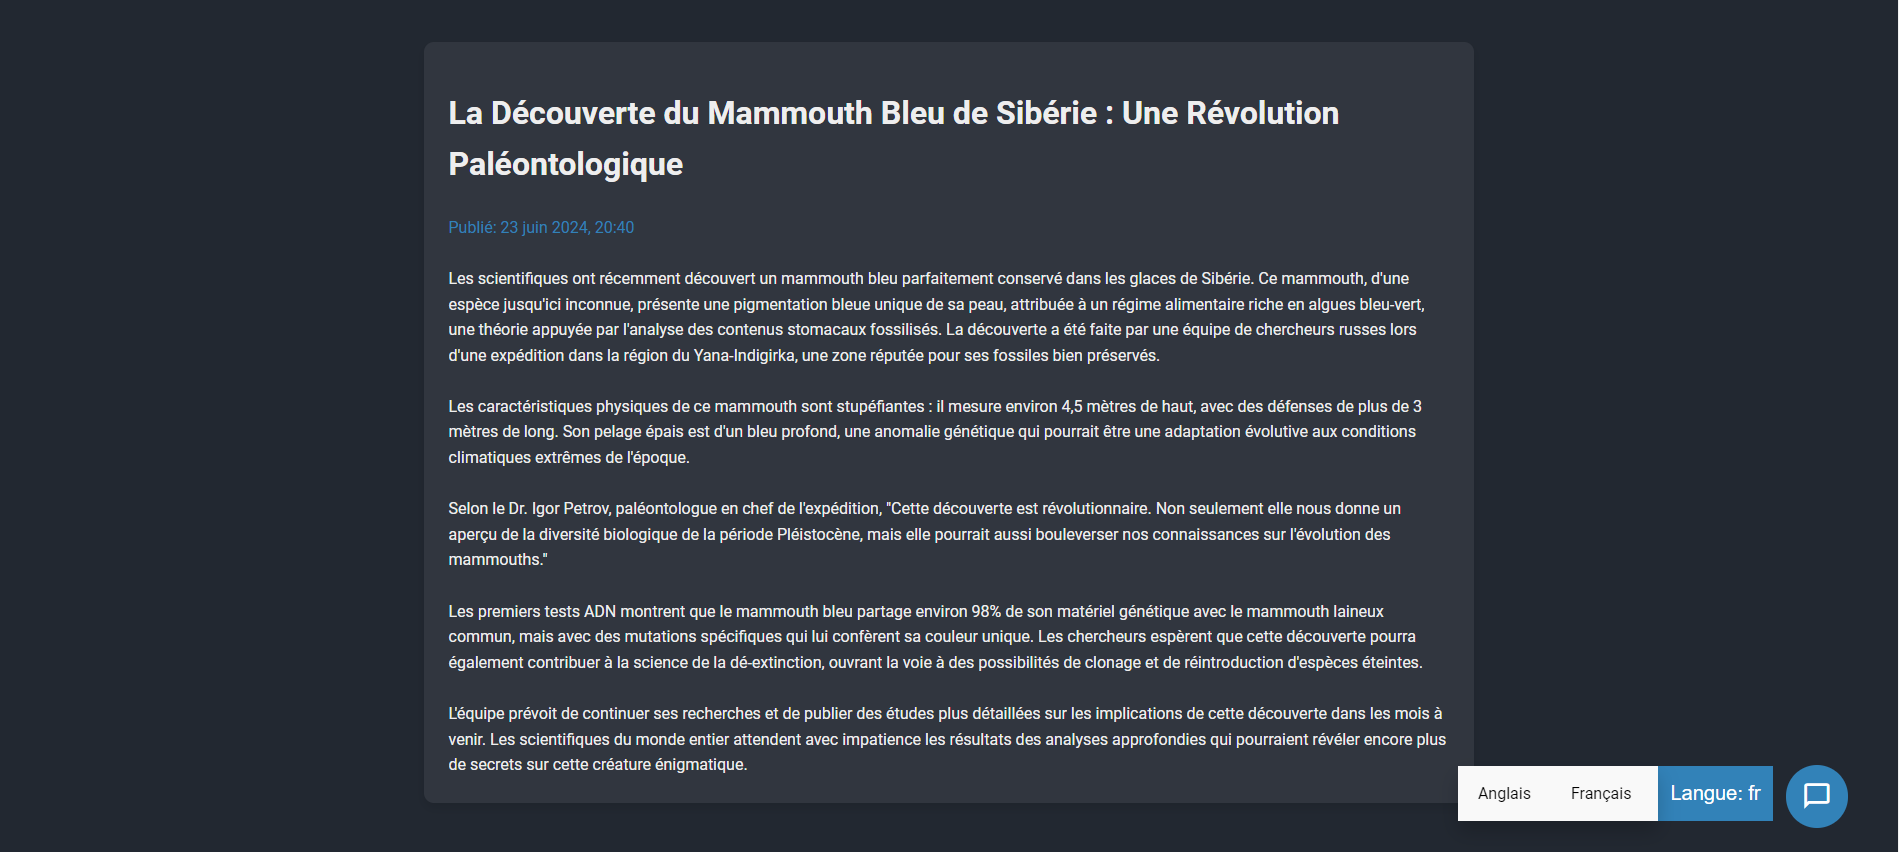 La Découverte du Mammouth Bleu de Sibérie : Une Révolution
Paléontologique
Publié: 23 juin 2024, 20:40
Les scientifiques ont récemment découvert un mammouth bleu parfaitement conservé dans les glaces de Sibérie. Ce mammouth, d'une
espèce jusqu'ici inconnue, présente une pigmentation bleue unique de sa peau, attribuée à un régime alimentaire riche en algues bleu-vert,
une théorie appuyée par l'analyse des contenus stomacaux fossilisés. La découverte a été faite par une équipe de chercheurs russes lors
d'une expédition dans la région du Yana-Indigirka, une zone réputée pour ses fossiles bien préservés.
Les caractéristiques physiques de ce mammouth sont stupéfiantes : il mesure environ 4,5 mètres de haut, avec des défenses de plus de 3
mètres de long. Son pelage épais est d'un bleu profond, une anomalie génétique qui pourrait être une adaptation évolutive aux conditions
climatiques extrêmes de l'époque.
Selon le Dr. Igor Petrov, paléontologue en chef de l'expédition, "Cette découverte est révolutionnaire. Non seulement elle nous donne un
aperçu de la diversité biologique de la période Pléistocène, mais elle pourrait aussi bouleverser nos connaissances sur l'évolution des
mammouths."
Les premiers tests ADN montrent que le mammouth bleu partage environ 98% de son matériel génétique avec le mammouth laineux
commun, mais avec des mutations spécifiques qui lui confèrent sa couleur unique. Les chercheurs espèrent que cette découverte pourra
également contribuer à la science de la dé-extinction, ouvrant la voie à des possibilités de clonage et de réintroduction d'espèces éteintes.
L'équipe prévoit de continuer ses recherches et de publier des études plus détaillées sur les implications de cette découverte dans les mois à
venir. Les scientifiques du monde entier attendent avec impatience les résultats des analyses approfondies qui pourraient révéler encore plus
de secrets sur cette créature énigmatique.
Anglais Français Langue: fr